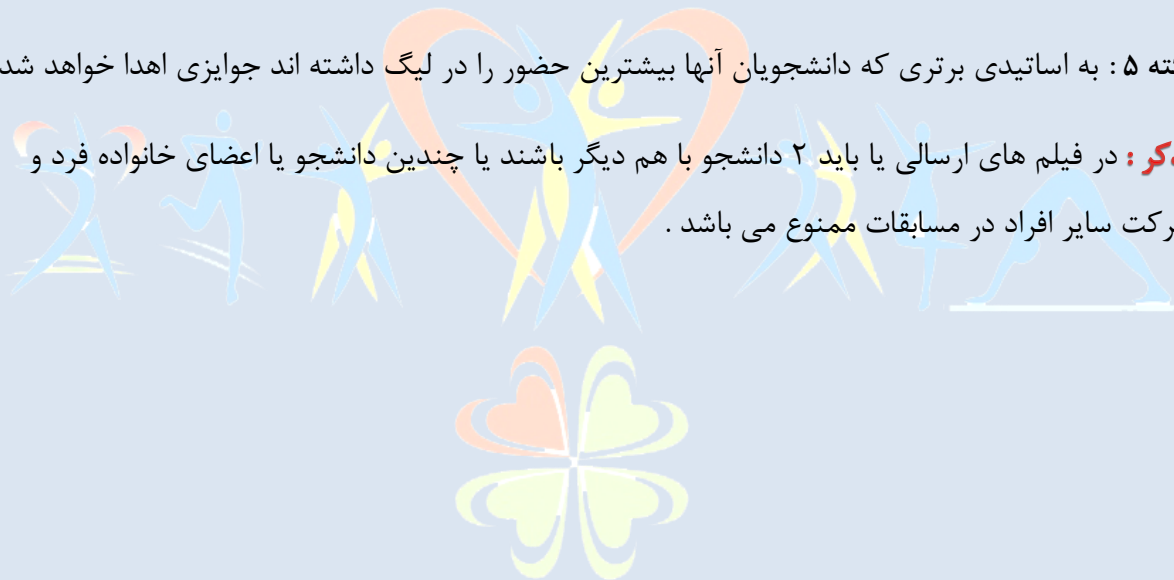 ته ۵ : به اساتیدی برتری که دانشجویان آنها بیشترین حضور را در لیگ داشته اند جوایزی اهدا خواهد شد
کر : در فیلم های ارسالی یا باید ۲ دانشجو با هم دیگر باشند یا چندین دانشجو یا اعضای خانواده فرد و
رکت سایر افراد در مسابقات ممنوع می باشد .